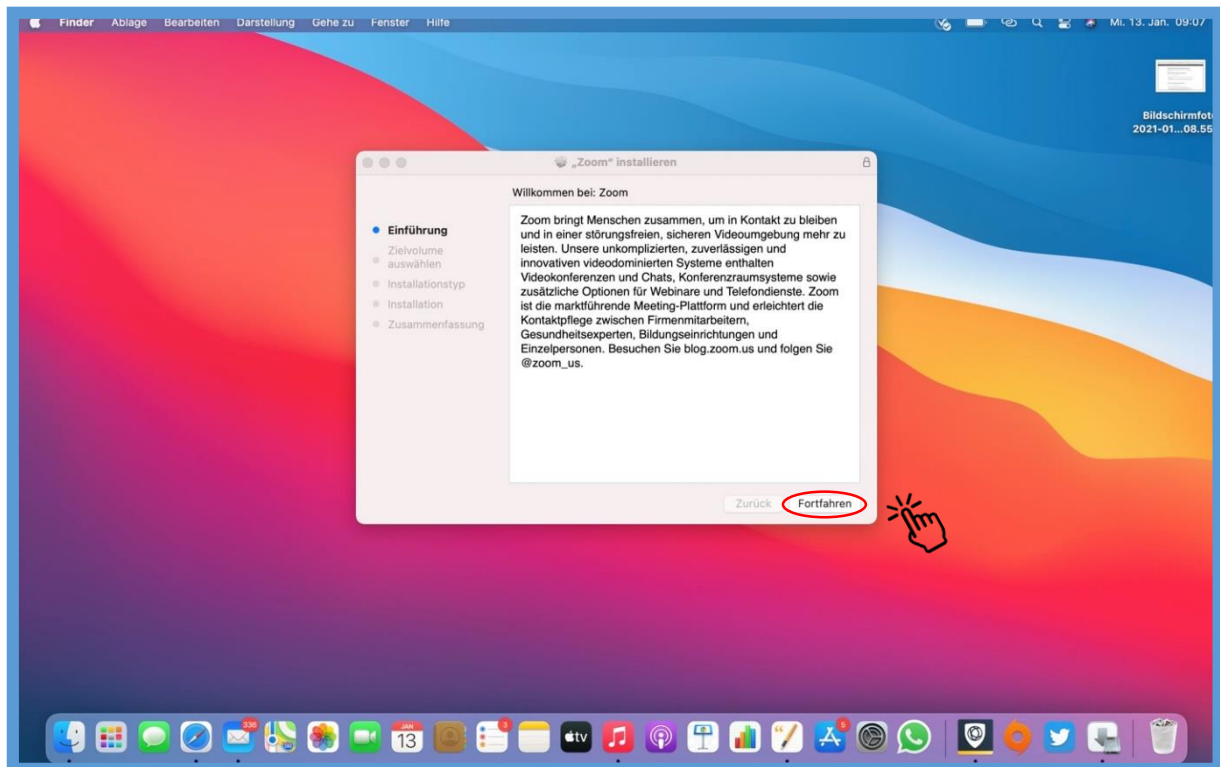 Finder Ablage Bearbeiten Darstellung Gehe zu Fenster Hilfe
Mi. 13. Jan. 09:07
Bildschirmfot
2021-01...08.55
„Zoom“ installieren
Willkommen bei: Zoom
Einführung
Zielvolume
auswählen
Installationstyp
Installation
Zusammenfassung
Zoom bringt Menschen zusammen, um in Kontakt zu bleiben
und in einer störungsfreien, sicheren Videoumgebung mehr zu
leisten. Unsere unkomplizierten, zuverlässigen und
innovativen videodominierten Systeme enthalten
Videokonferenzen und Chats, Konferenzraumsysteme sowie
zusätzliche Optionen für Webinare und Telefondienste. Zoom
ist die marktführende Meeting-Plattform und erleichtert die
Kontaktpflege zwischen Firmenmitarbeitern,
Gesundheitsexperten, Bildungseinrichtungen und
Einzelpersonen. Besuchen Sie blog.zoom.us und folgen Sie
@zoom_us.
Zurück Fortfahren
336
JAN
13
3
tv
5